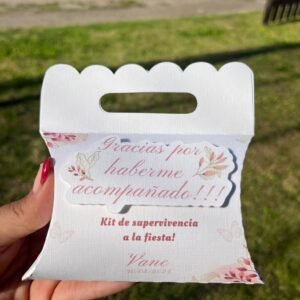 Gracias por
haberme
acompañado!!!
Kit de supervivencia
a la fiesta!
Vane